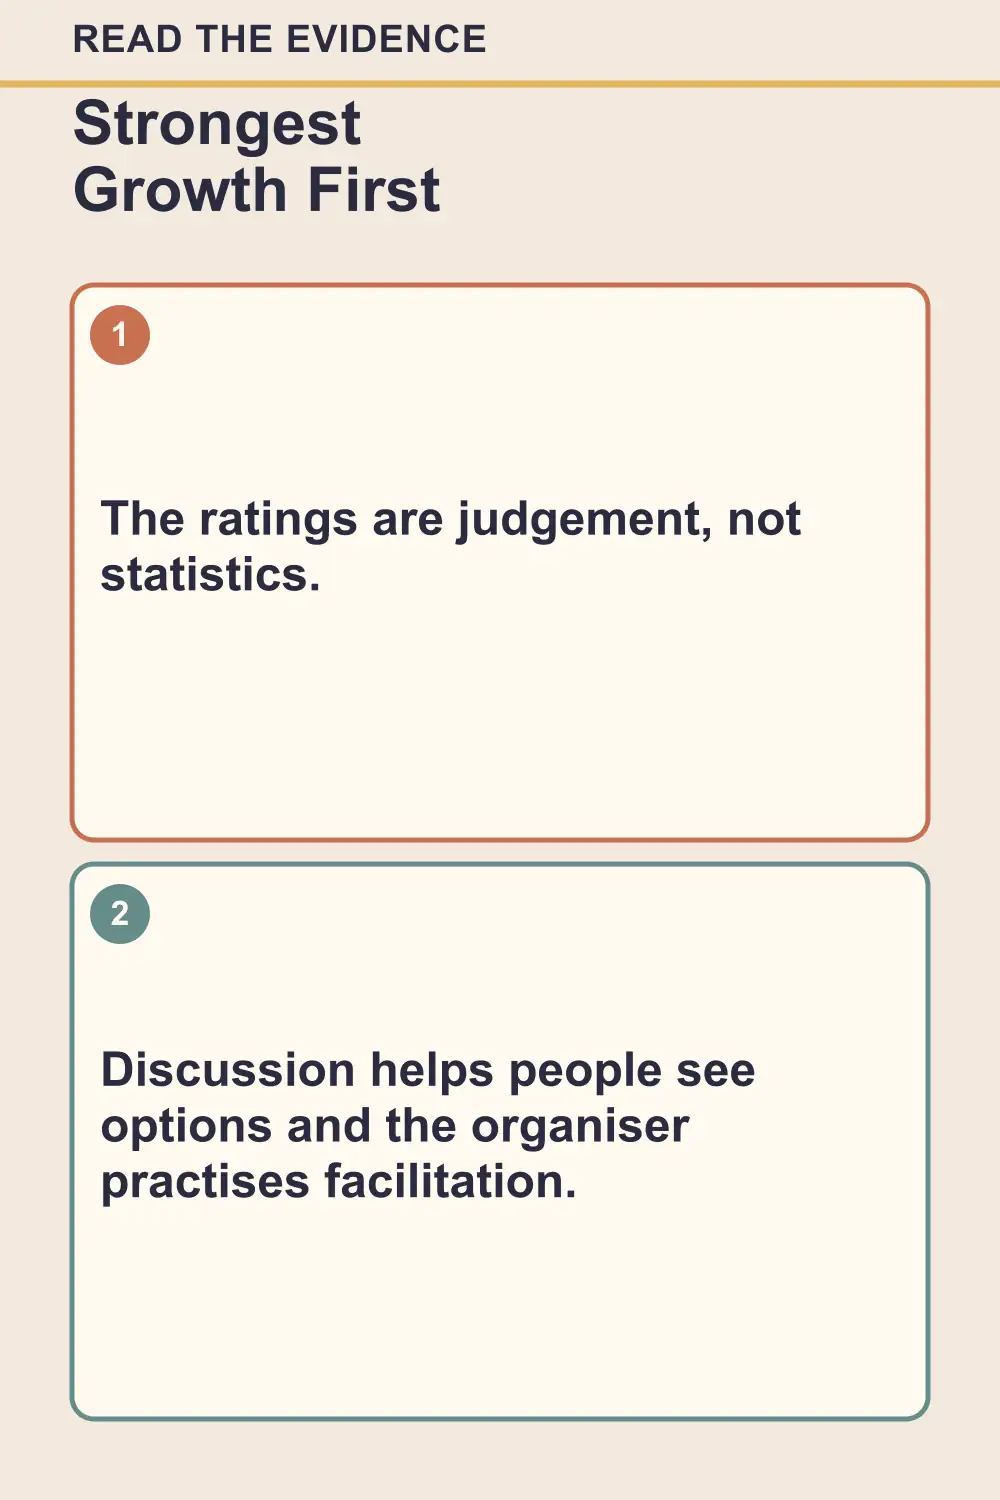 READ THE EVIDENCE
Strongest
Growth First
1
The ratings are judgement, not
statistics.
2
Discussion helps people see
options and the organiser
practises facilitation.